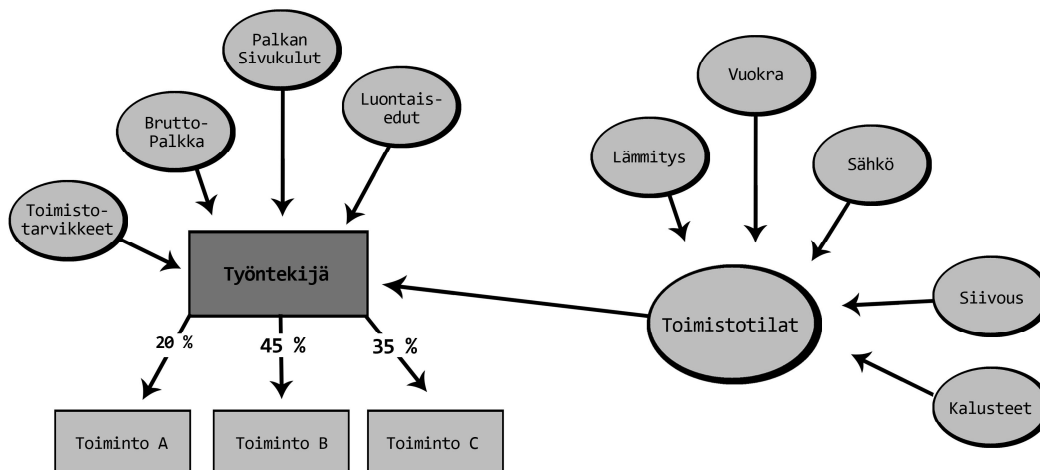 Palkan
Sivukulut
Luontais-
edut
Brutto-
Palkka
Toimisto-
tarvikkeet
Työntekijä
20 %
45 %
35 %
Toiminto A
Toiminto B
Toiminto C
Vuokra
Lämmitys
Sähkö
Toimistotilat
Siivous
Kalusteet